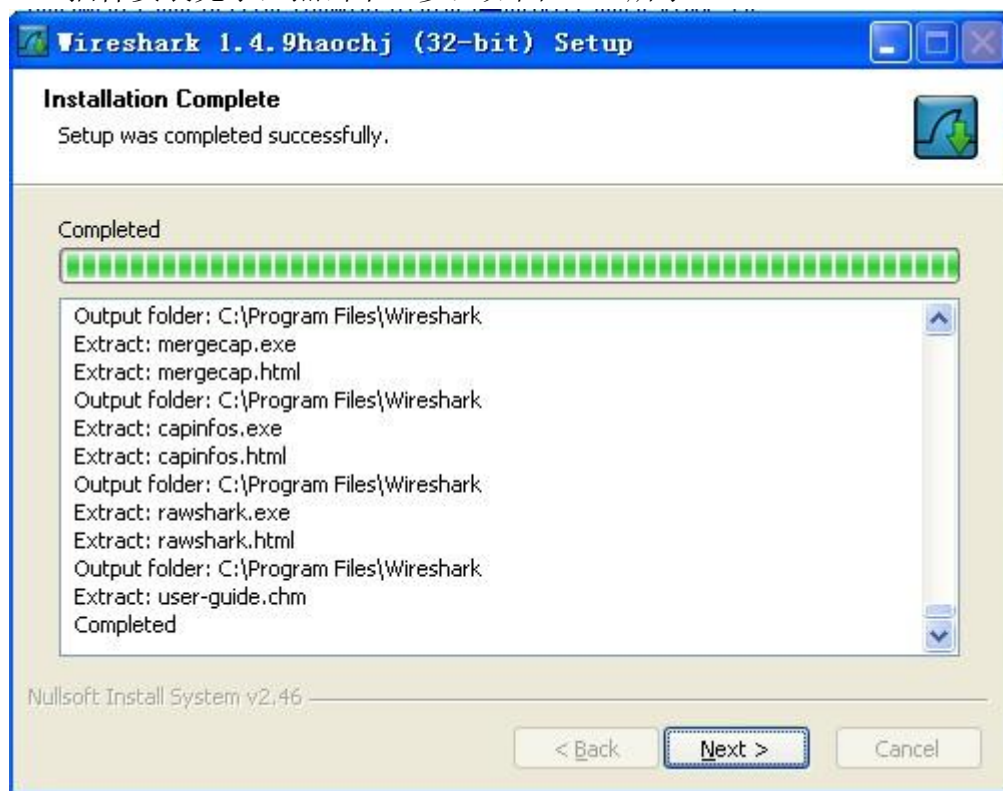 Wireshark 1.4.9haochj (32-bit) Setup
Installation Complete
Setup was completed successfully.
Completed
Output folder: C:\Program Files\Wireshark
Extract: mergecap.exe
Extract: mergecap.html
Output folder: C:\Program Files\Wireshark
Extract: capinfos.exe
Extract: capinfos.html
Output folder: C:\Program Files\Wireshark
Extract: rawshark.exe
Extract: rawshark.html
Output folder: C:\Program Files\Wireshark
Extract: user-guide.chm
Completed
Nullsoft Install System v2.46
< Back
Next >
Cancel